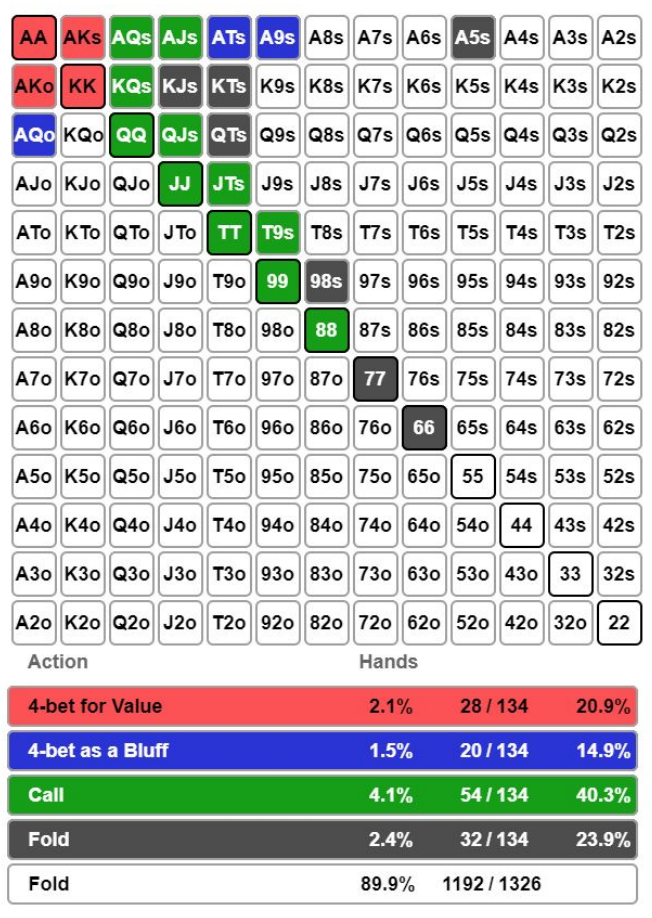 AA AKs AQs AJs ATs A9s A8s A7s A6s A5s A4s A3s A2s
AKo KK KQs KJs KTs K9s K8s K7s K6s K5s K4s K3s K2s
AQo KQo QQ QJs QTs Q9s Q8s Q7s Q6s Q5s Q4s Q3s Q2s
AJo KJo QJo JJ JTs J9s J8s J7s J6s J5s J4s J3s J2s
ATo KTo QTo JTo TT T9s T8s T7s T6s T5s T4s T3s T2s
A9o K9o Q9o J9o T9o 99 98s 97s 96s 95s 94s 93s 92s
A8o K8o Q8o J8o T8o 98o 88 87s 86s 85s 84s 83s 82s
A7o K7o Q7o J7o T7o 97o 87o 77 76s 75s 74s 73s 72s
A6o K6o Q6o J6o T6o 96o 86o 76o 66 65s 64s 63s 62s
A5o K5o Q5o J5o T5o 95o 85o 75o 65o 55 54s 53s 52s
A4o K4o Q4o J4o T4o 94o 84o 74o 64o 54o 44 43s 42s
A3o K3o Q3o J3o T3o 93o 83o 73o 63o 53o 43o 33 32s
A2o K2o Q2o J2o T2o 92o 82o 72o 62o 52o 42o 32o 22
Action Hands
4-bet for Value 2.1% 28 / 134 20.9%
4-bet as a Bluff 1.5% 20 / 134 14.9%
Call 4.1% 54 / 134 40.3%
Fold 2.4% 32 / 134 23.9%
Fold 89.9% 1192 / 1326